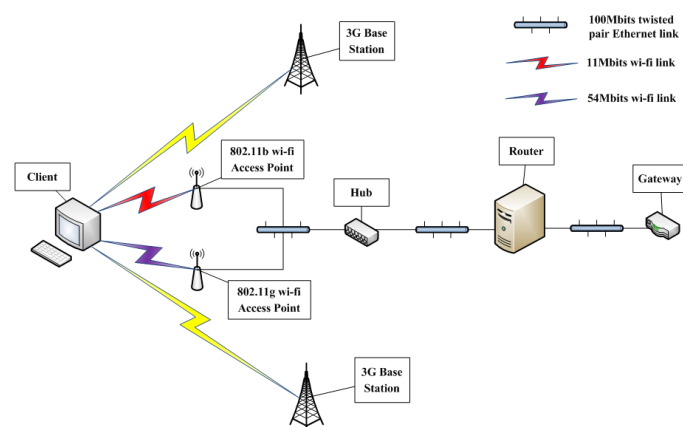 3G Base
Station
100Mbits twisted
pair Ethernet link
11Mbits wi-fi link
54Mbits wi-fi link
802.11b wi-fi
Access Point
Client
Router
Hub
Gateway
802.11g wi-fi
Access Point
3G Base
Station